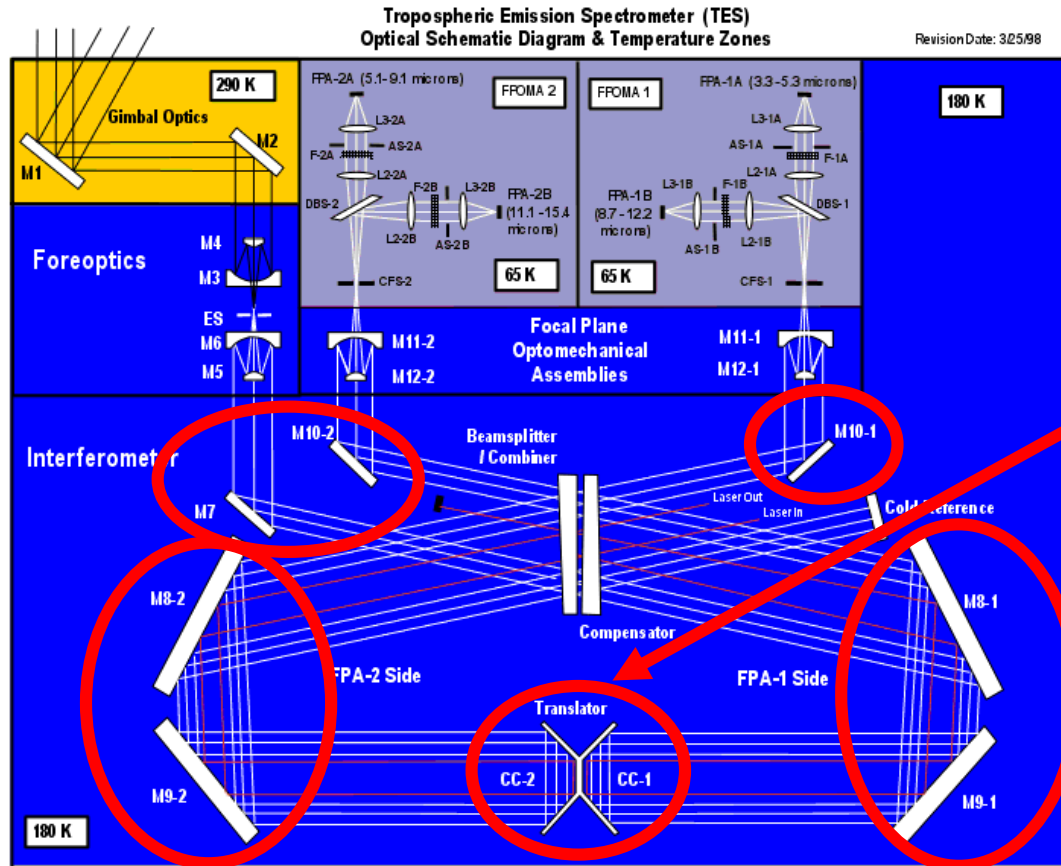 Tropospheric Emission Spectrometer (TES)
Optical Schematic Diagram & Temperature Zones
Revision Date: 3/25/98
290 K
Gimbal Optics
M1
M2
FPA-2A (5.1- 9.1 microns)
FPOMA 2
L3-2A
AS-2A
F-2A
L2-2A
F-2B
L3-2B
DBS-2
FPA-2B
(11.1 -15.4
microns)
L2-2B
AS-2B
CFS-2
65 K
FPOMA 1
FPA-1A (3.3-5.3 microns)
L3-1A
AS-1A
F-1A
L2-1A
L3-1B
F-1B
FPA-1B
(8.7 - 12.2
microns)
DBS-1
L2-1B
AS-1B
CFS-1
65 K
180 K
Foreoptics
M4
M3
ES
M6
M5
M11-2
M12-2
Focal Plane
Optomechanical
Assemblies
M11-1
M12-1
Interferometer
M10-2
M7
Beamsplitter
/ Combiner
M10-1
Laser Out
Laser In
Cold Reference
M8-2
M8-1
Compensator
FPA-2 Side
FPA-1 Side
Translator
CC-2
CC-1
M9-2
M9-1
180 K